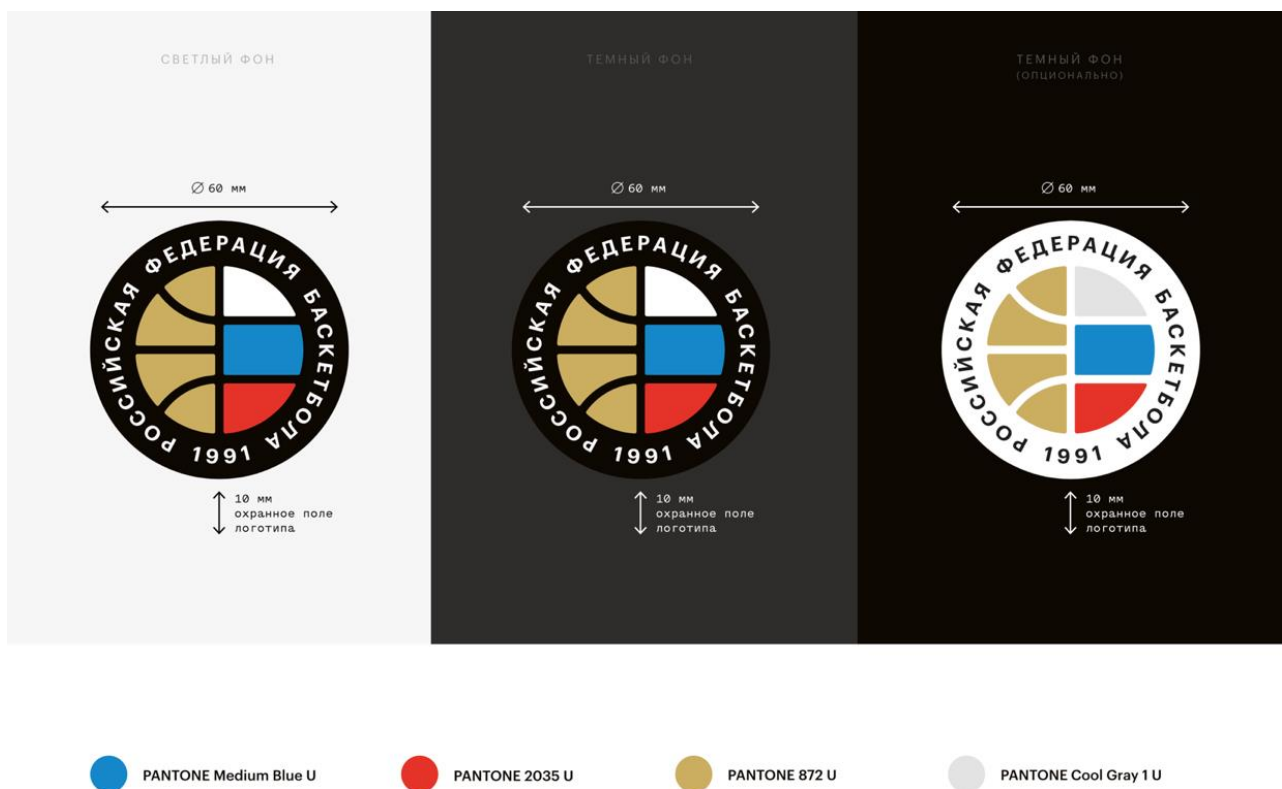 СВЕТЛЫЙ ФОН
ТЕМНЫЙ ФОН
ТЕМНЫЙ ФОН
(ОПЦИОНАЛЬНО)
∅ 60 мм
∅ 60 мм
∅ 60 мм
РОССИЙСКАЯ ФЕДЕРАЦИЯ БАСКЕТБОЛА
1991
РОССИЙСКАЯ ФЕДЕРАЦИЯ БАСКЕТБОЛА
1991
РОССИЙСКАЯ ФЕДЕРАЦИЯ БАСКЕТБОЛА
1991
10 мм
охранное поле
логотипа
10 мм
охранное поле
логотипа
10 мм
охранное поле
логотипа
PANTONE Medium Blue U
PANTONE 2035 U
PANTONE 872 U
PANTONE Cool Gray 1 U